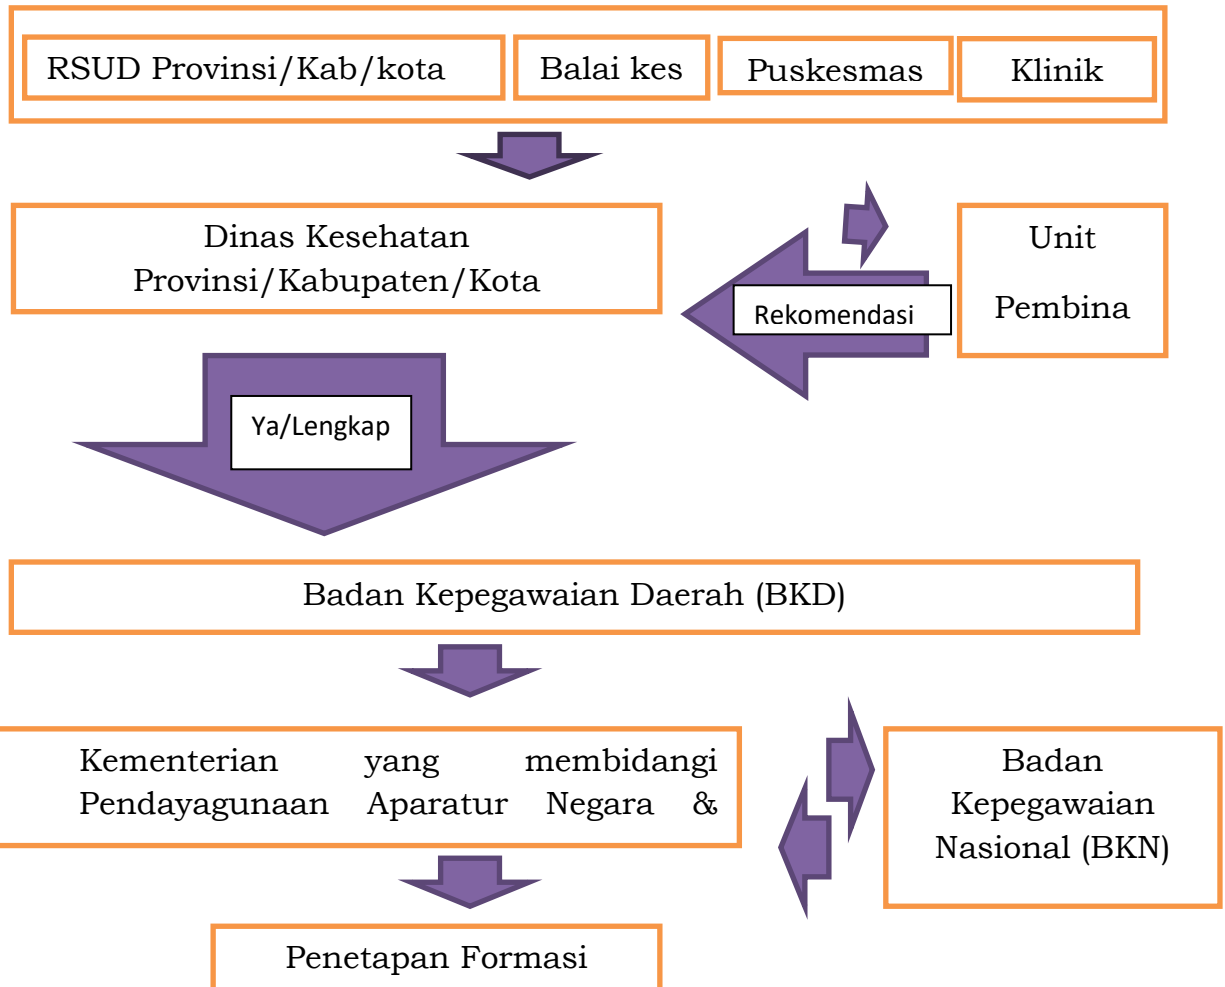 RSUD Provinsi/Kab/kota
Balai kes
Puskesmas
Klinik
Dinas Kesehatan
Provinsi/Kabupaten/Kota
Unit
Pembina
Rekomendasi
Ya/Lengkap
Badan Kepegawaian Daerah (BKD)
Kementerian yang membidangi
Pendayagunaan Aparatur Negara &
Badan
Kepegawaian
Nasional (BKN)
Penetapan Formasi